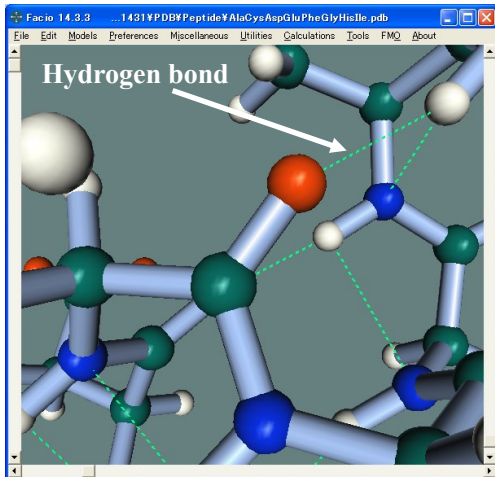 Facio 14.3.3 ...1431¥PDB¥Peptide¥AlaCysAspGluPheGlyHisIle.pdb
File Edit Models Preferences Miscellaneous Utilities Calculations Tools FMO About
Hydrogen bond